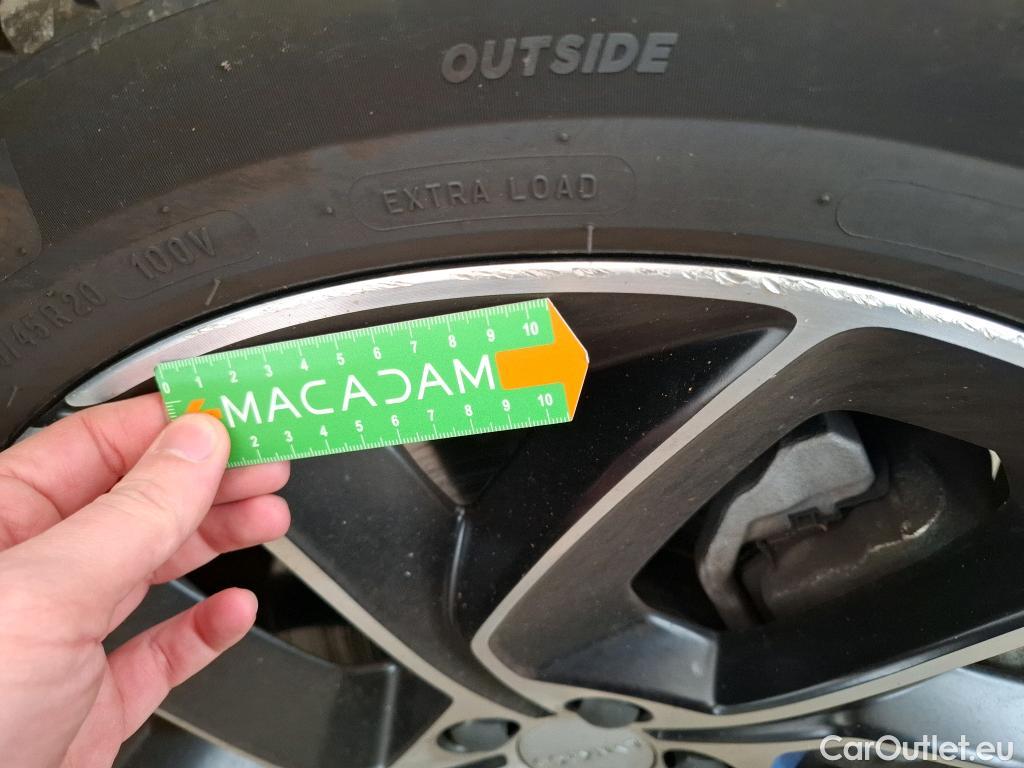 OUTSIDE
EXTRA LOAD
100V
/45R20
0 1 2 3 4 5 6 7 8 9 10
MACADAM
2 3 4 5 6 7 8 9 10
CarOutlet.eu